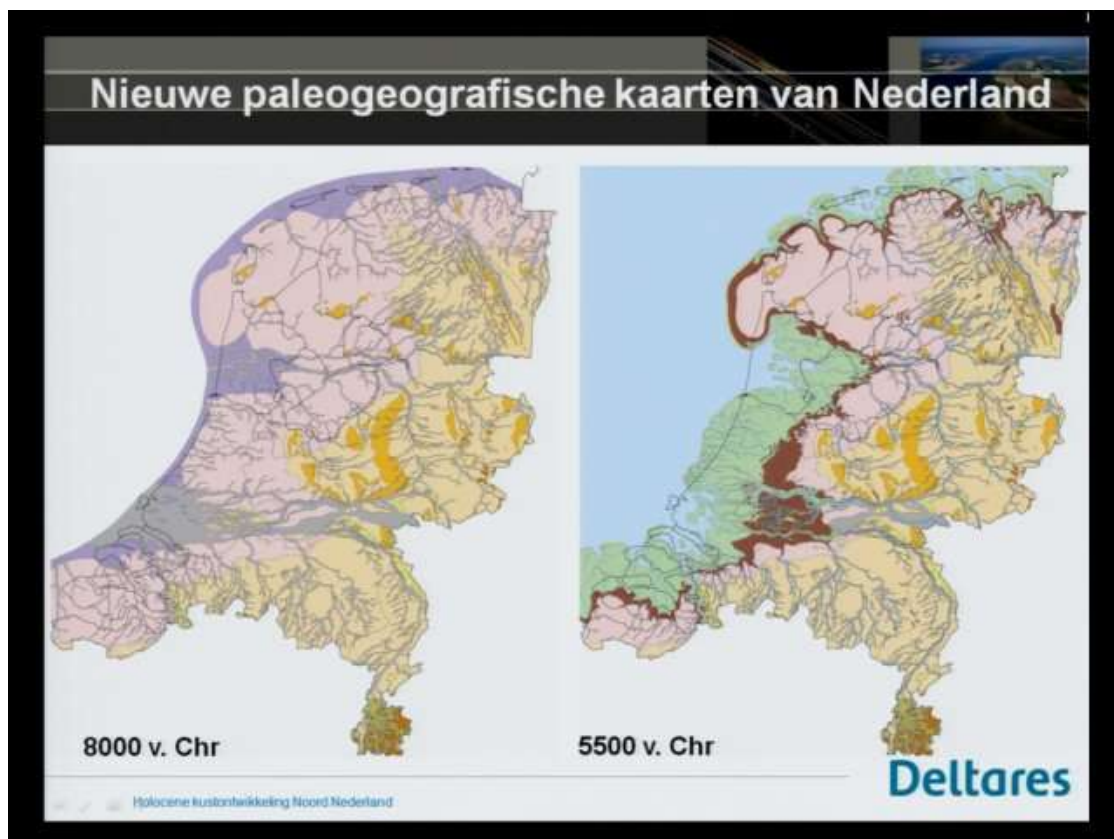 Nieuwe paleogeografische kaarten van Nederland
8000 v. Chr
5500 v. Chr
Deltares
Holocene kustontwikkeling Noord Nederland